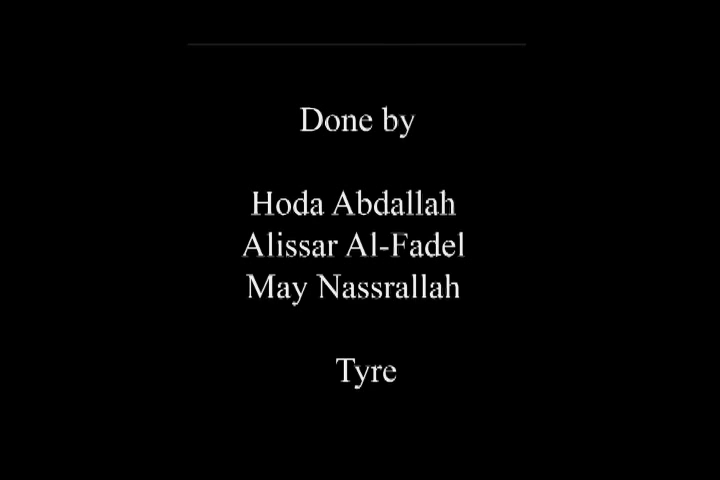 Done by
Hoda Abdallah
Alissar Al-Fadel
May Nassrallah
Tyre